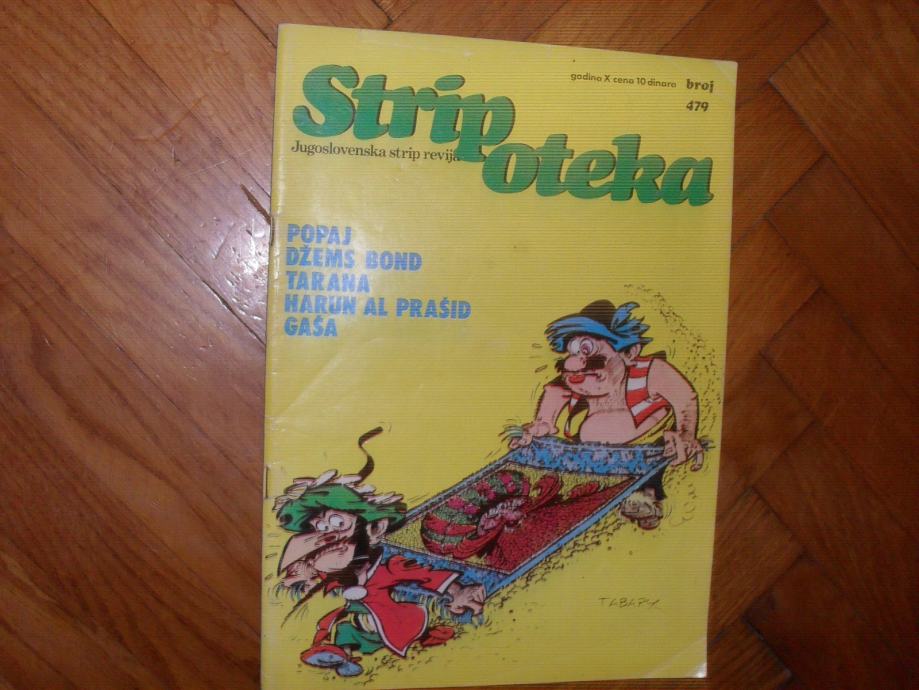 godina X cena 10 dinara broj
479
Strip
Jugoslovenska strip revija
oteka
POPAJ
DŽEMS BOND
TARANA
HARUN AL PRAŠID
GAŠA
TABARY